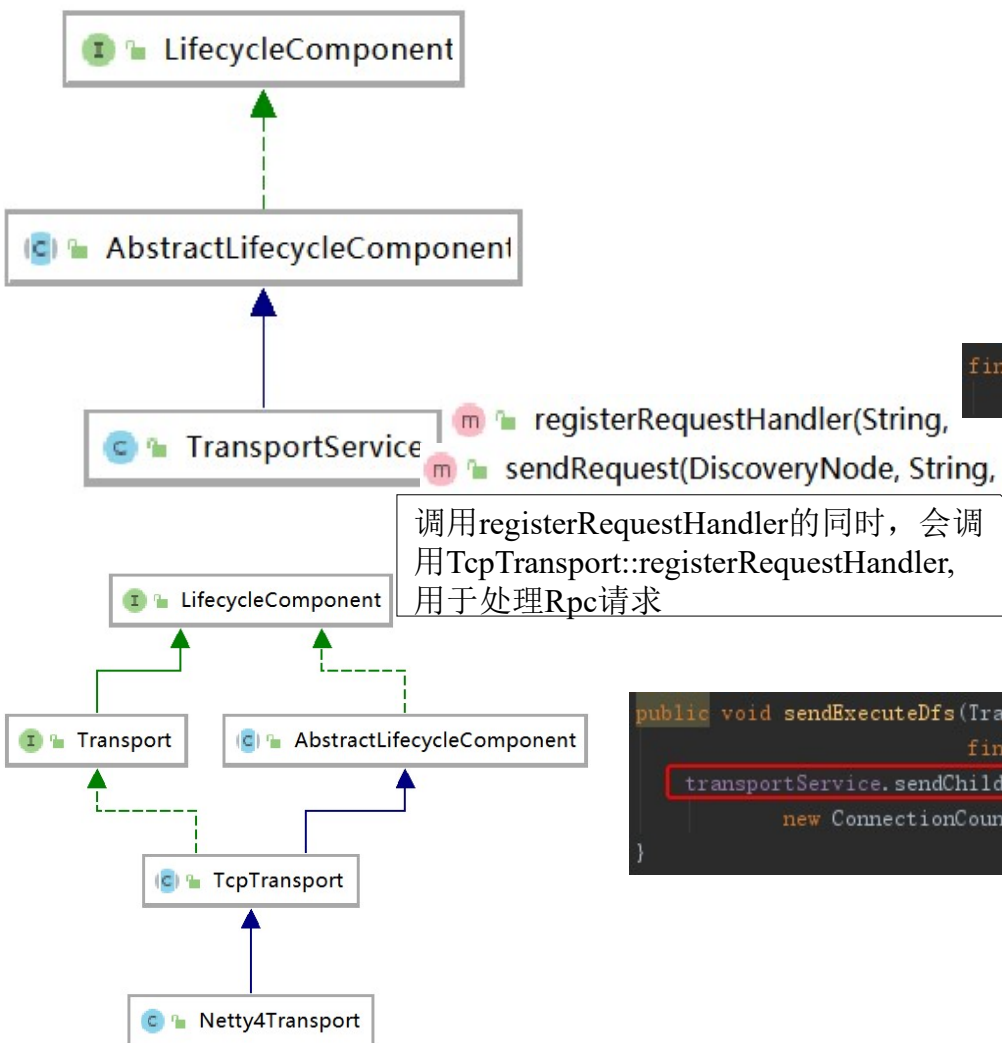 LifecycleComponent
AbstractLifecycleComponent
TransportService
registerRequestHandler(String,
sendRequest(DiscoveryNode, String,
fin
调用registerRequestHandler的同时，会调
用TcpTransport::registerRequestHandler,
用于处理Rpc请求
LifecycleComponent
Transport
AbstractLifecycleComponent
TcpTransport
Netty4Transport
public void sendExecuteDfs(Tra
fin
transportService.sendChild
new ConnectionCoun
}